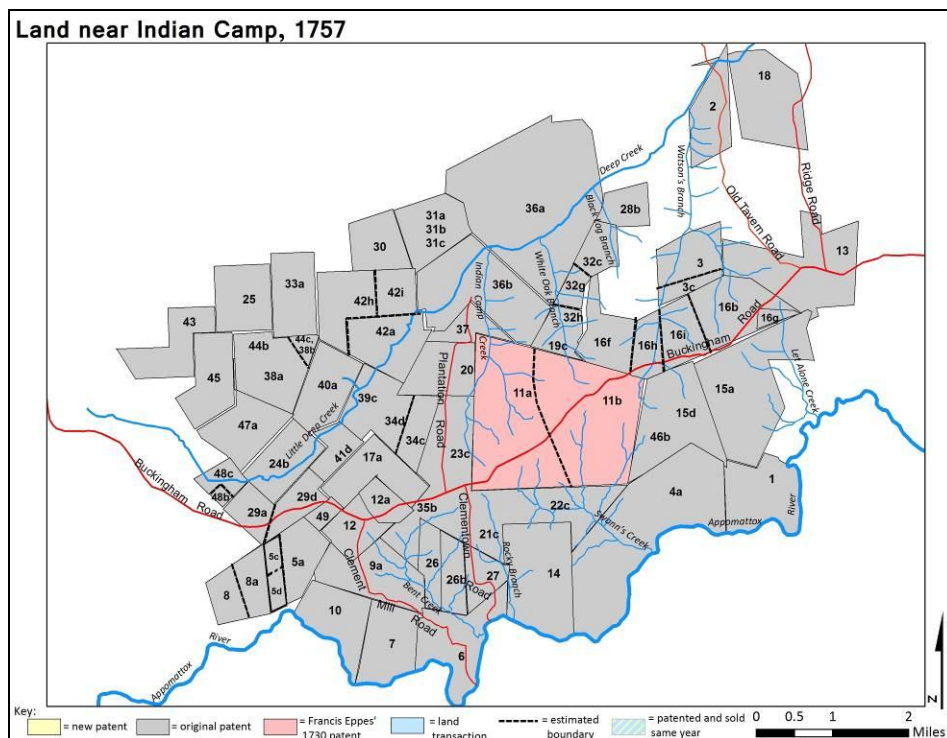 Land near Indian Camp, 1757
18
2
Deep Creek
Watson's Branch
Old Tavern Road
Ridge Road
36a
Black Log Branch
28b
31a
31b
31c
30
13
3
32c
3c
33a
25
42h
42i
Indian Camp
Creek
36b
White Oak Branch
32g
32h
16b
16g
Buckingham
Road
43
44b
44c,
38b
42a
37
19c
16f
16h
16i
Let Alone Creek
45
38a
40a
39c
20
Plantation
Road
11a
11b
15a
15d
47a
Little Deep Creek
34d
34c
23c
46b
24b
41d
17a
48c
48b
Buckingham
Road
29a
29d
49
12
12a
35b
Clementown
Road
22c
4a
1
River
Appomattox
Swann's Creek
5c
5a
5d
8
8a
Clement
Mill
Road
9a
26
26b
21c
27
Rocky Branch
14
Bent Creek
10
7
6
Appomattox
River
N
Key:
= new patent
= original patent
= Francis Eppes'
1730 patent
= land
transaction
= estimated
boundary
= patented and sold
same year
0 0.5 1 2
Miles